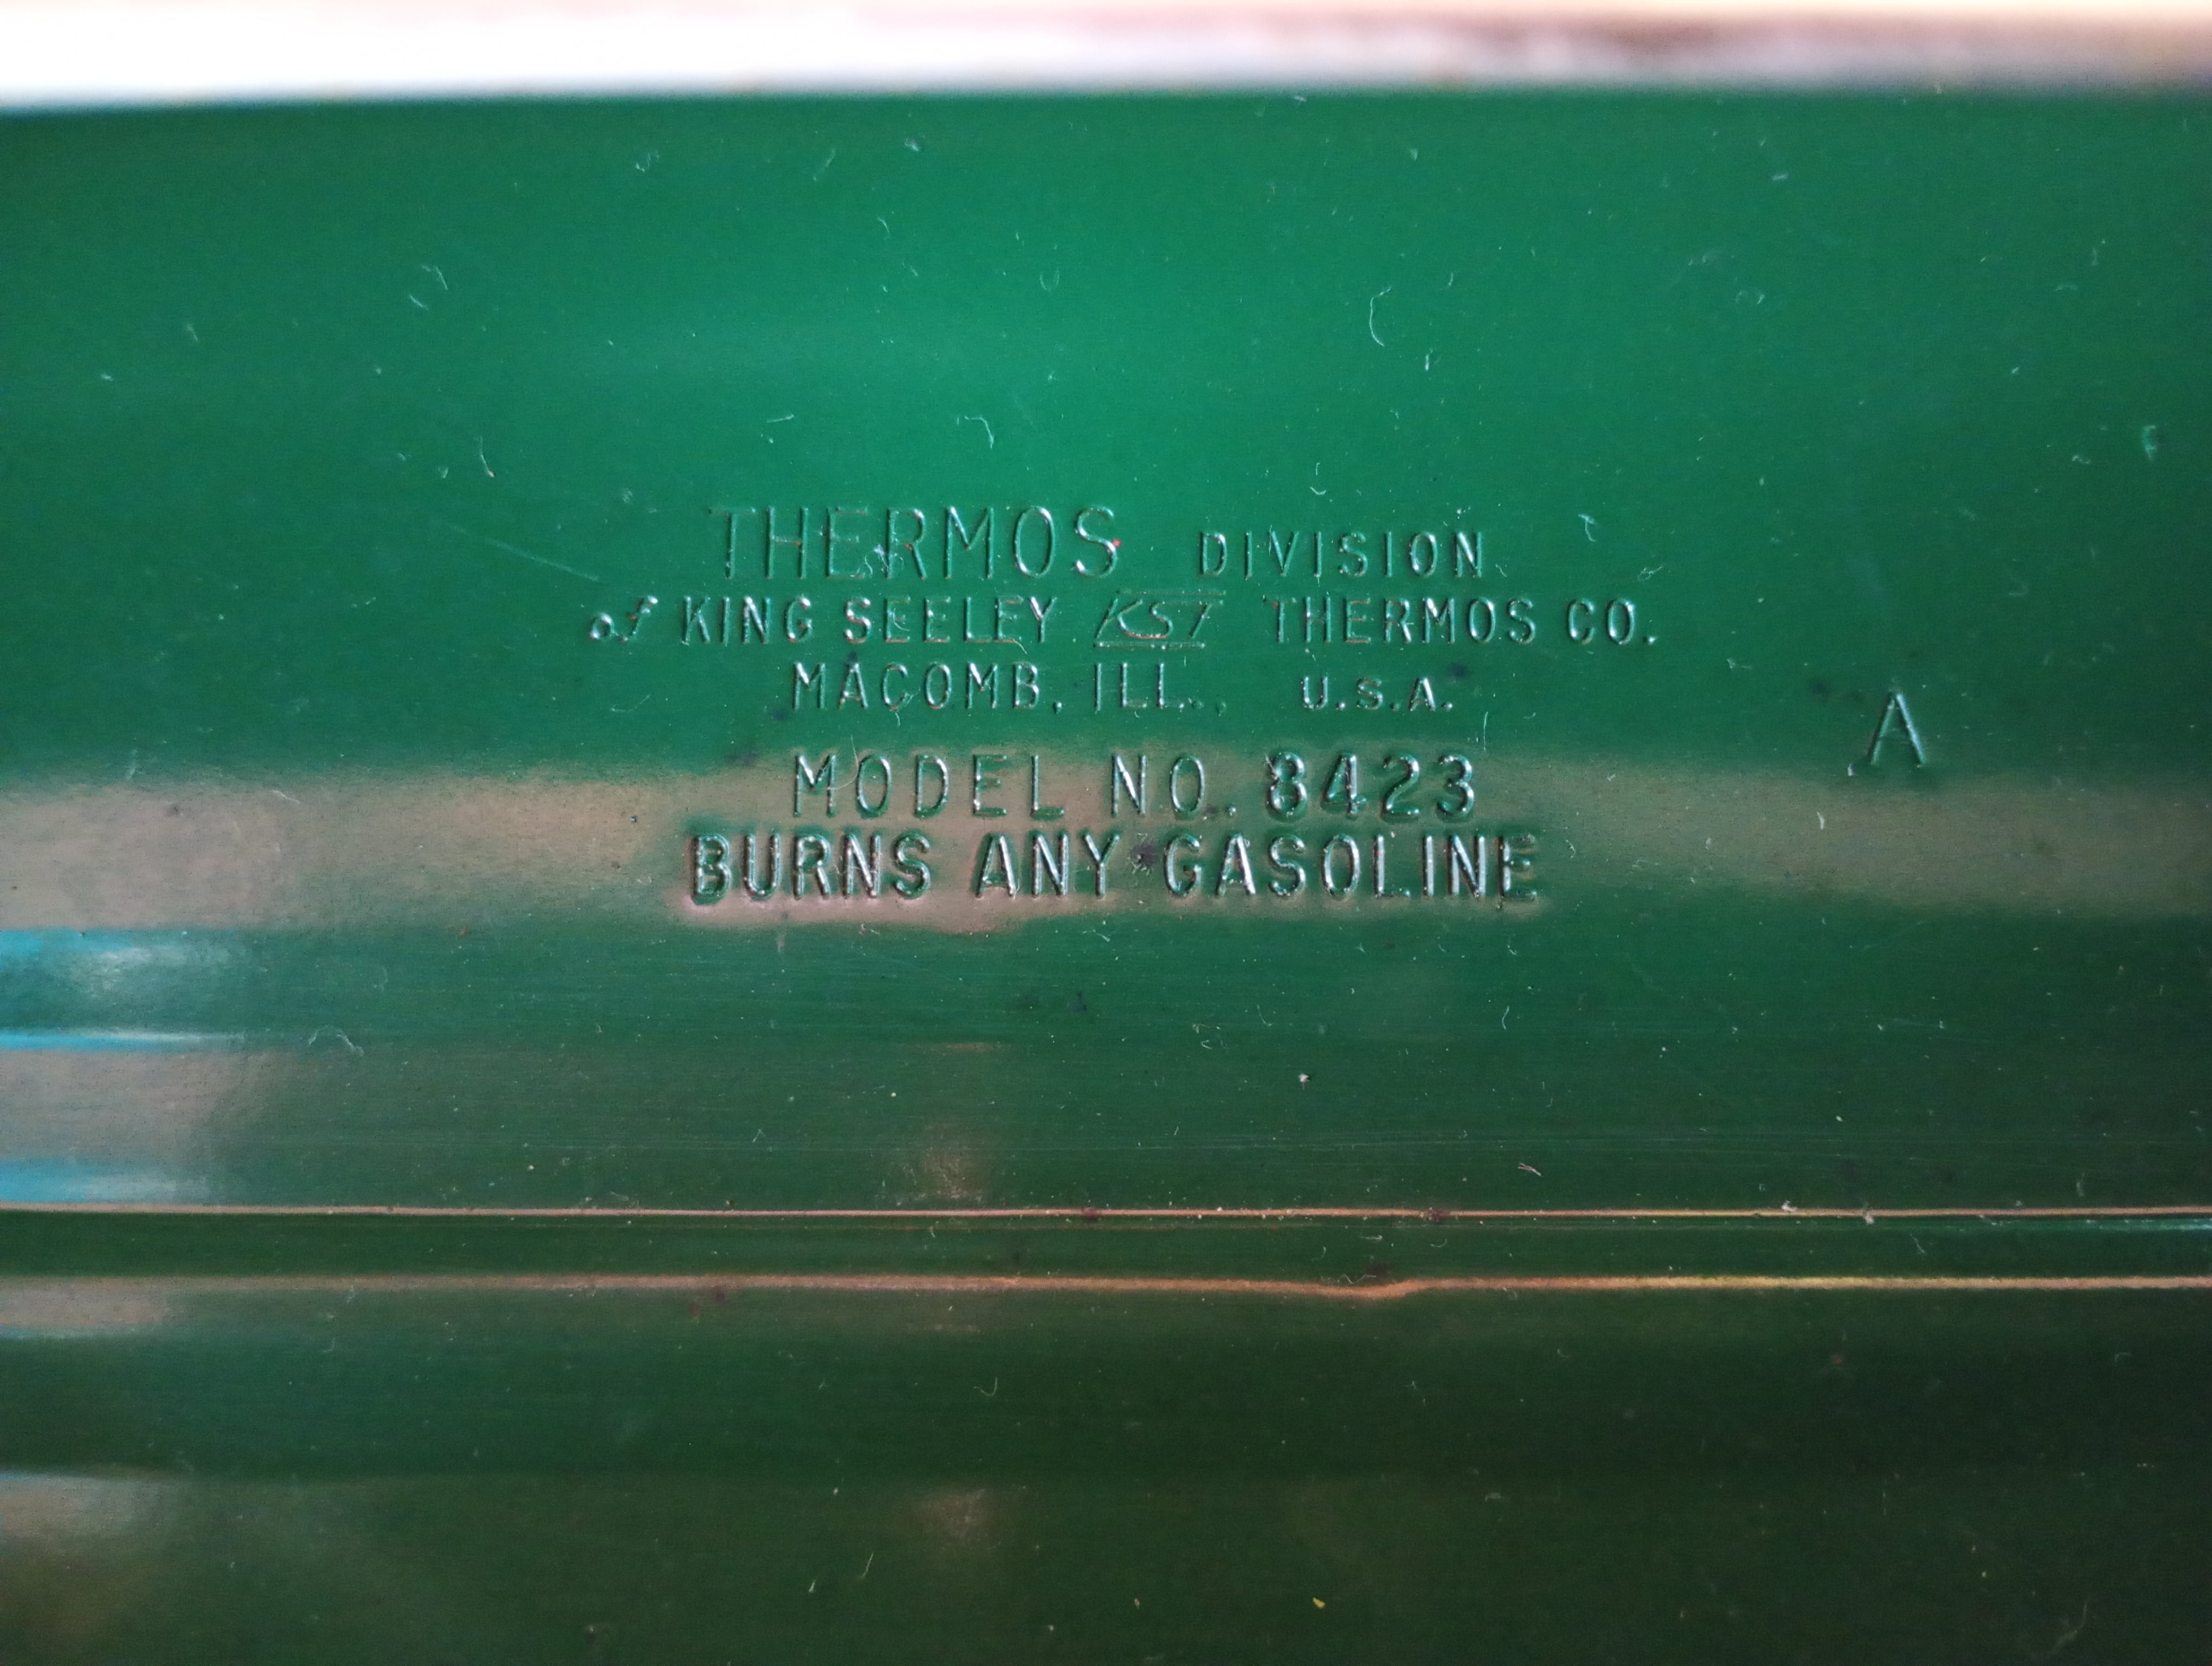 THERMOS DIVISION
of KING SEELEY KST THERMOS CO.
MACOMB, ILL., U.S.A.
A
MODEL NO. 8423
BURNS ANY GASOLINE